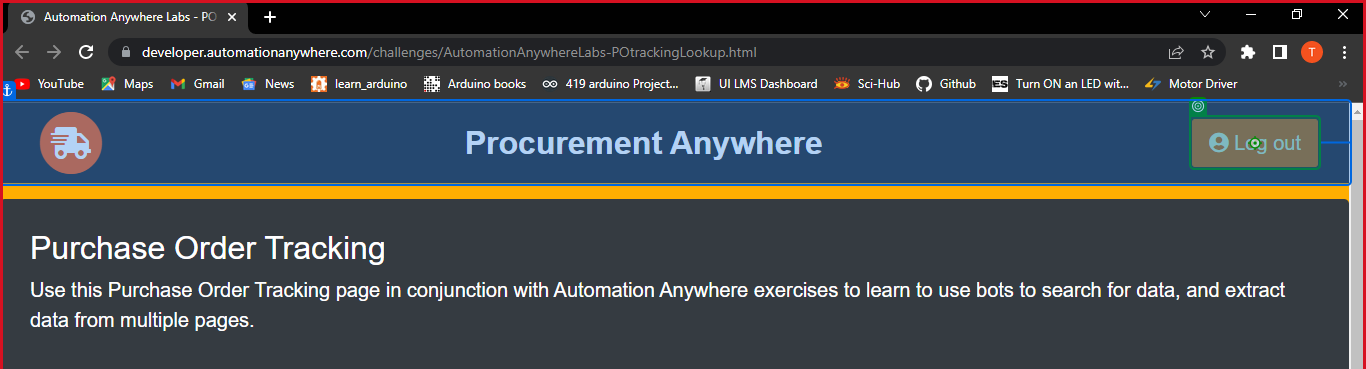 Automation Anywhere Labs - PO
developer.automationanywhere.com/challenges/AutomationAnywhereLabs-POtrackingLookup.html
T
YouTube Maps Gmail News learn_arduino Arduino books 419 arduino Project... UI LMS Dashboard Sci-Hub Github ES Turn ON an LED wit... Motor Driver »
Procurement Anywhere
Log out
Purchase Order Tracking
Use this Purchase Order Tracking page in conjunction with Automation Anywhere exercises to learn to use bots to search for data, and extract
data from multiple pages.